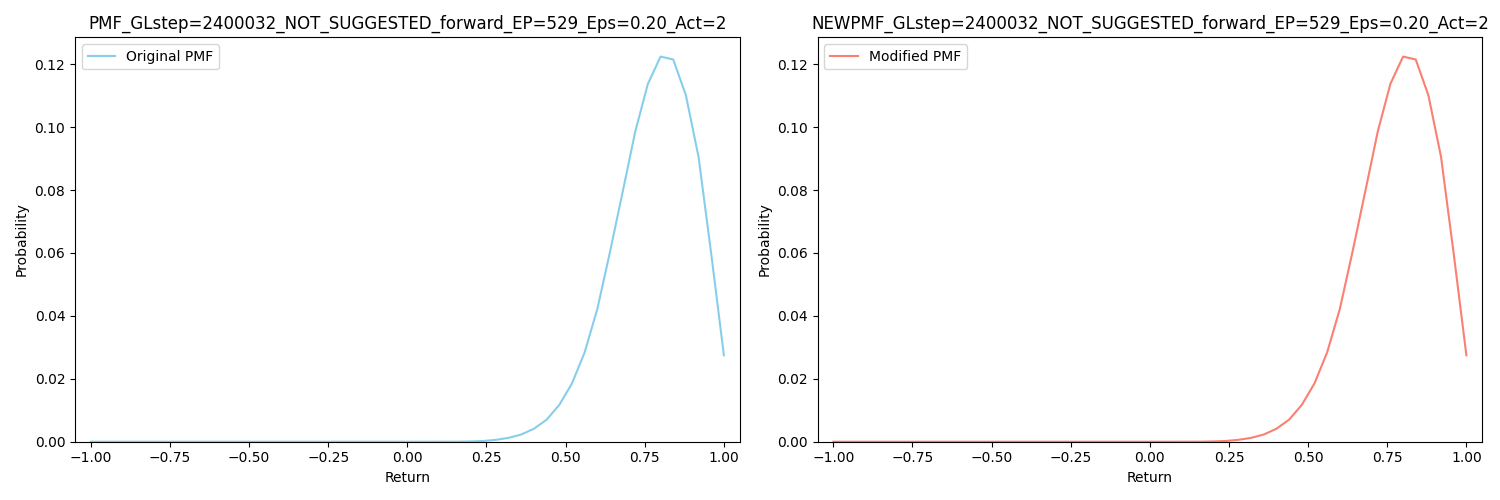 PMF_GLstep=2400032_NOT_SUGGESTED_forward_EP=529_Eps=0.20_Act=2
Original PMF
Probability
0.12
0.10
0.08
0.06
0.04
0.02
0.00
−1.00 −0.75 −0.50 −0.25 0.00 0.25 0.50 0.75 1.00
Return
NEWPMF_GLstep=2400032_NOT_SUGGESTED_forward_EP=529_Eps=0.20_Act=2
Modified PMF
Probability
0.12
0.10
0.08
0.06
0.04
0.02
0.00
−1.00 −0.75 −0.50 −0.25 0.00 0.25 0.50 0.75 1.00
Return